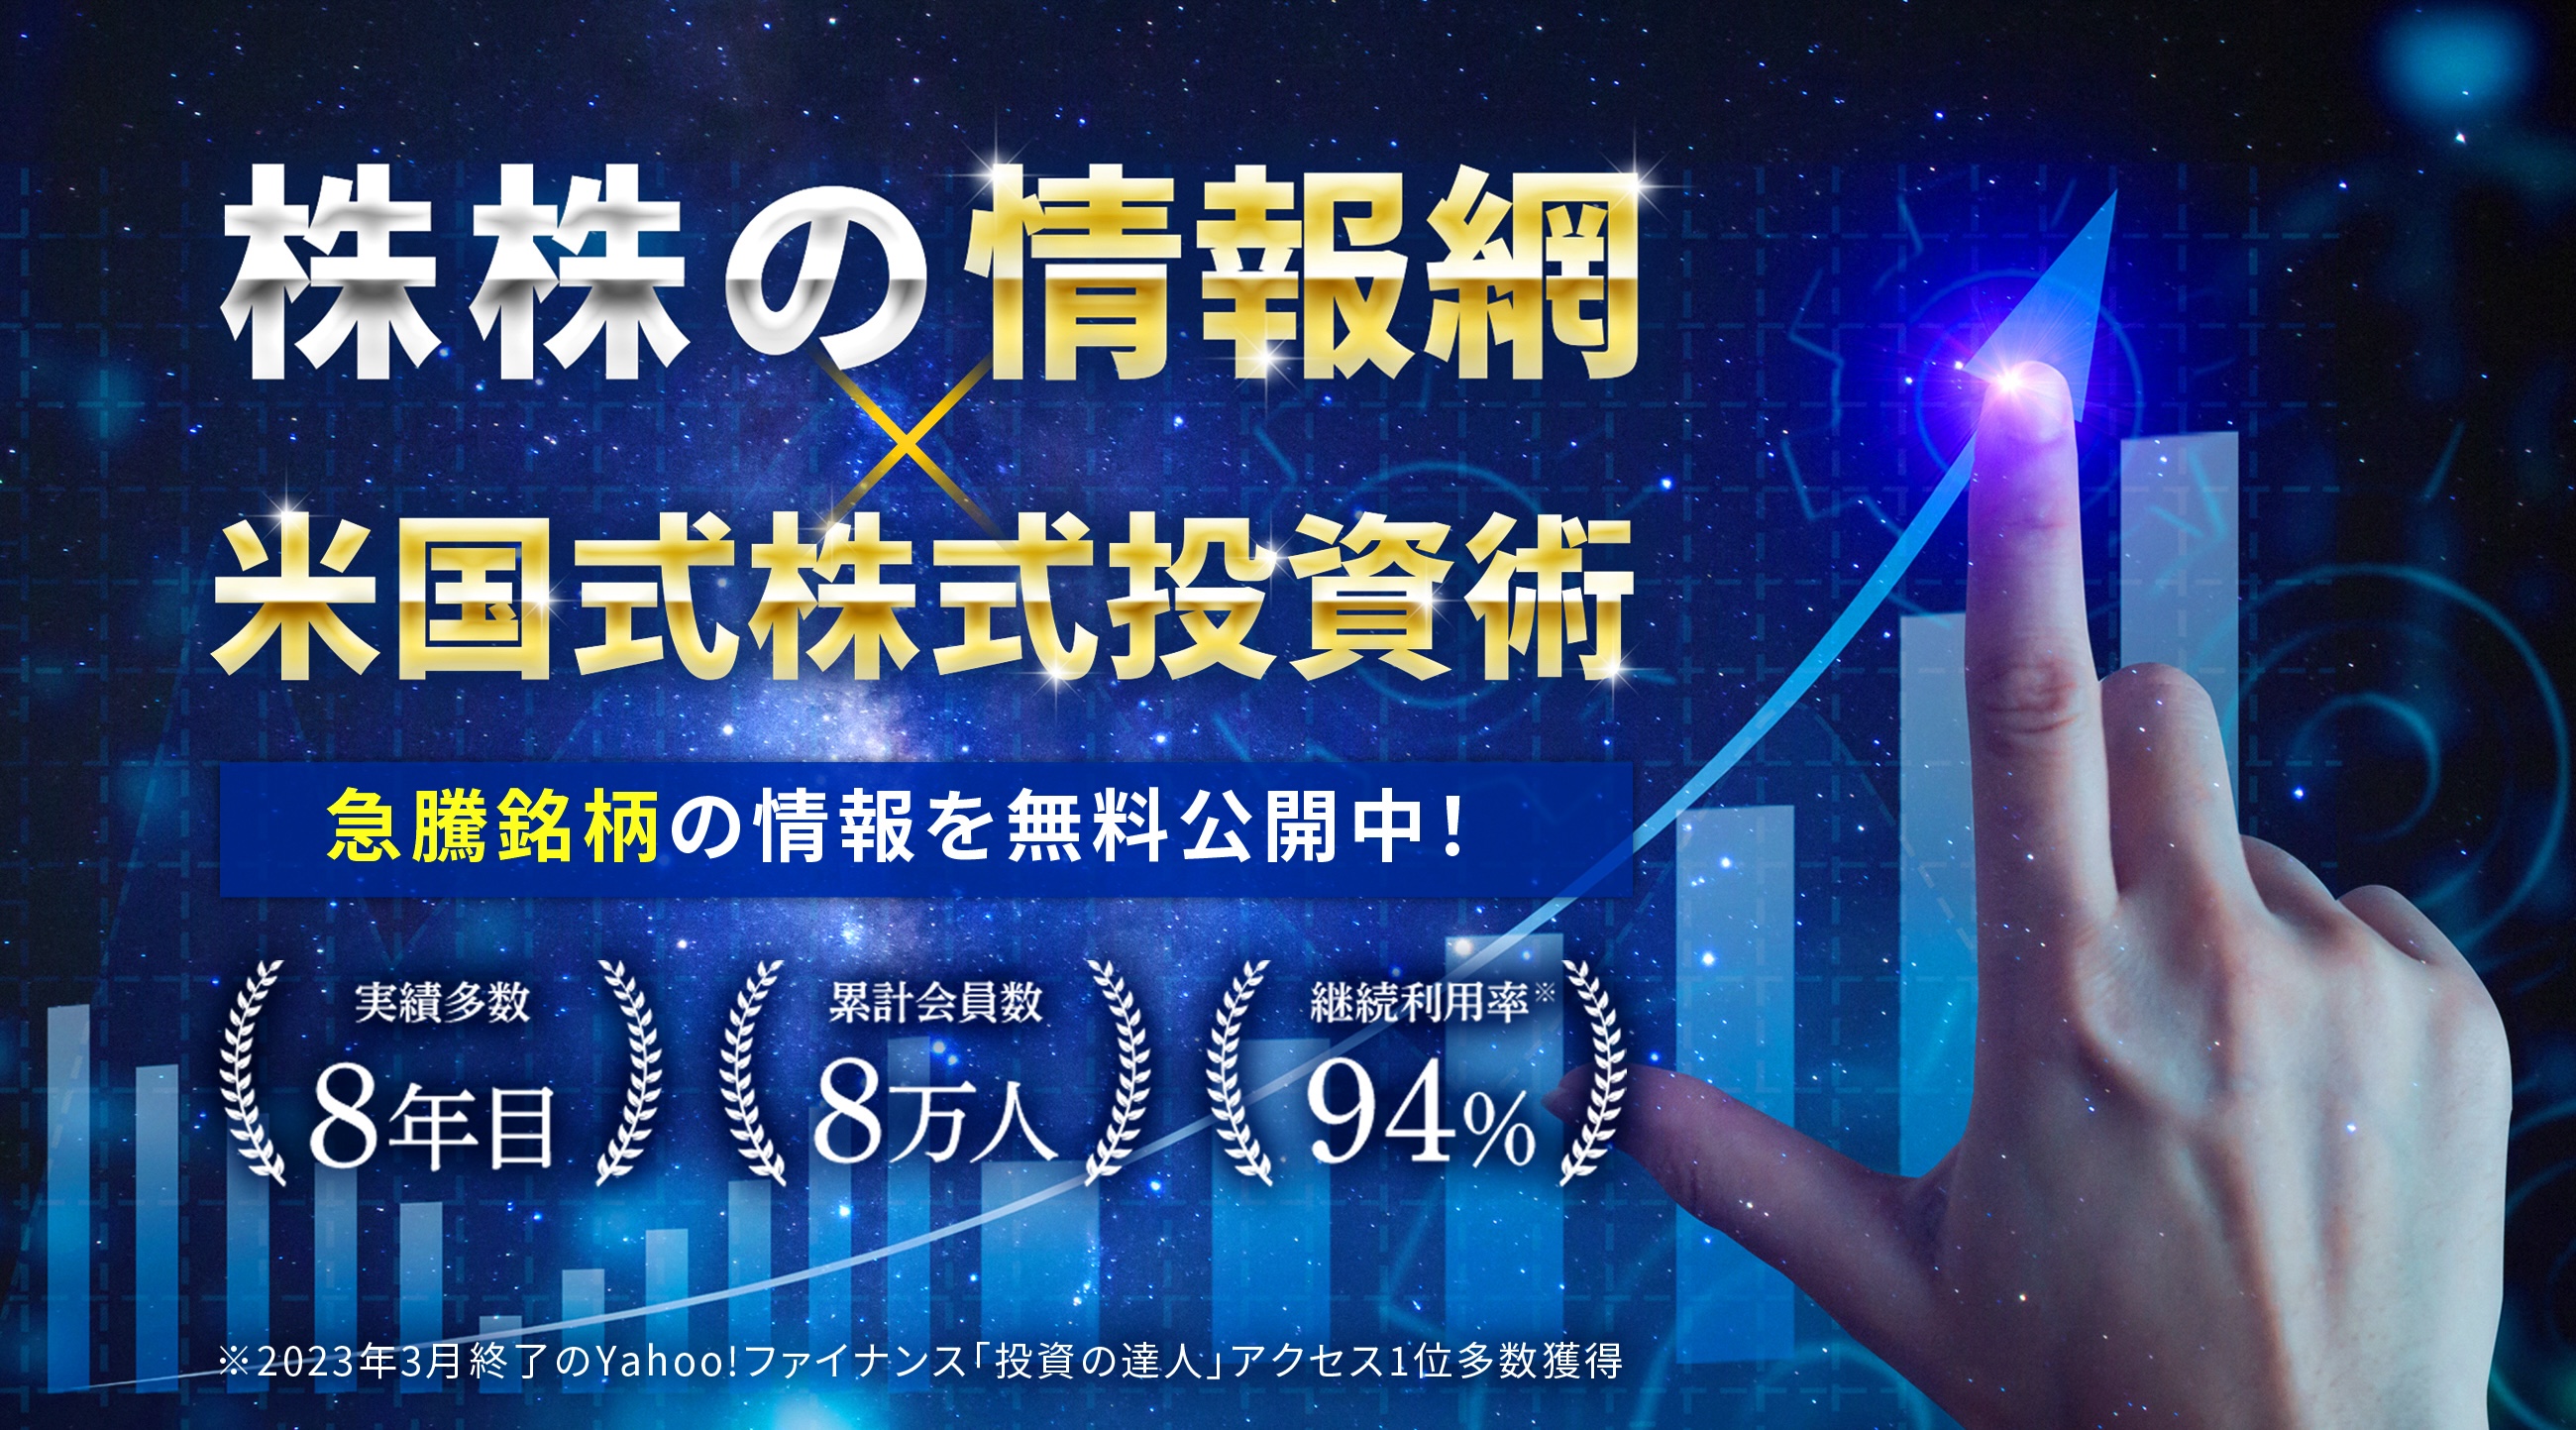 株株の情報網
×
米国式株式投資術
急騰銘柄の情報を無料公開中!
実績多数
8年目
累計会員数
8万人
継続利用率※
94%
※2023年3月終了のYahoo!ファイナンス「投資の達人」アクセス1位多数獲得